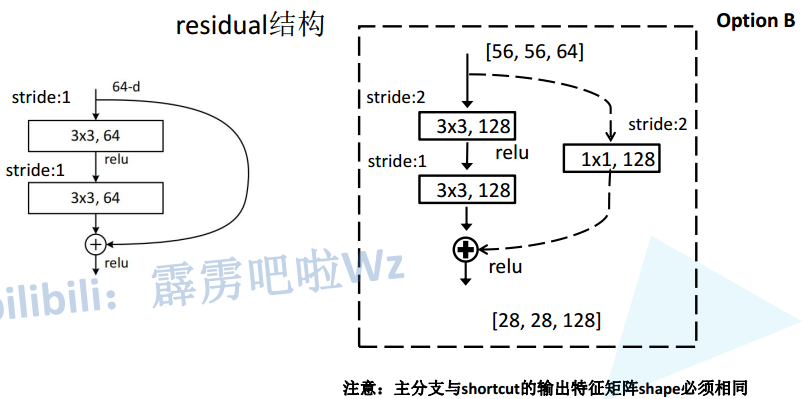 residual结构
Option B
64-d
stride:1
3x3, 64
relu
stride:1
3x3, 64
relu
[56, 56, 64]
stride:2
3x3, 128
relu
stride:1
3x3, 128
stride:2
1x1, 128
relu
[28, 28, 128]
bilibili：霹雳吧啦Wz
注意：主分支与shortcut的输出特征矩阵shape必须相同